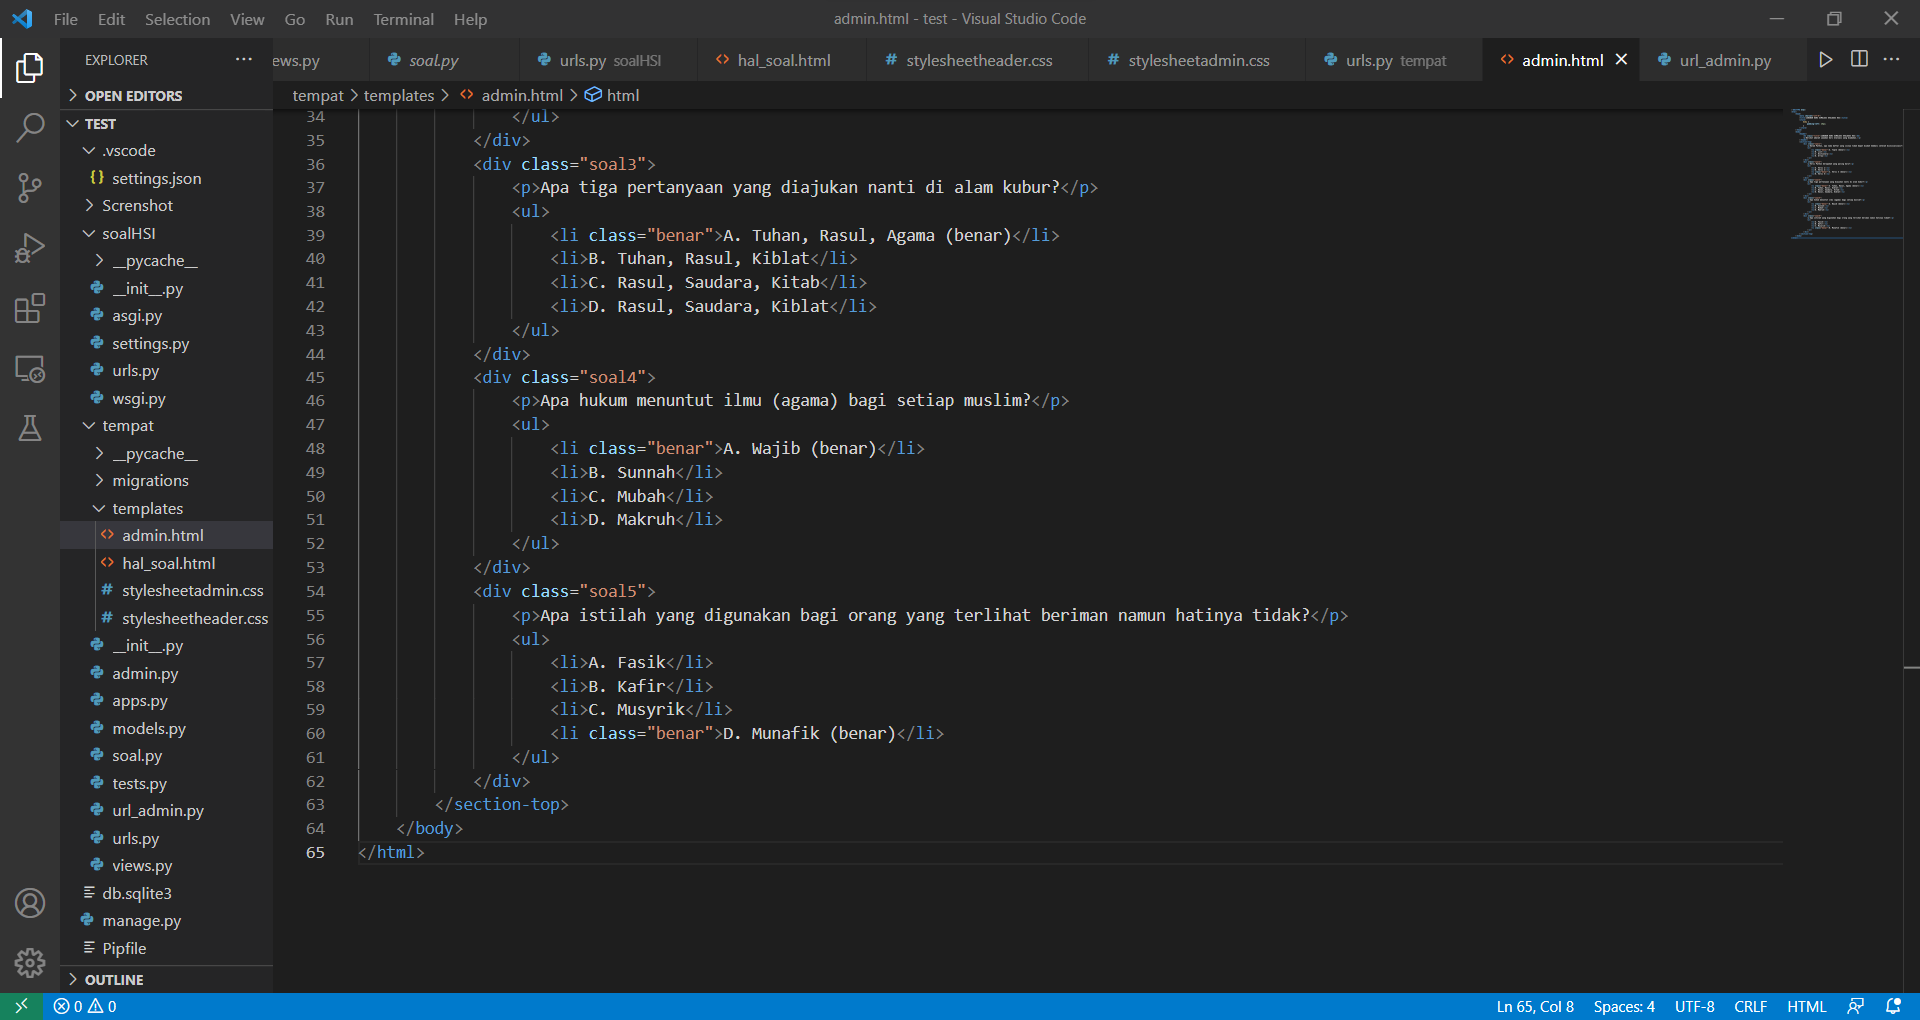 File Edit Selection View Go Run Terminal Help
admin.html - test - Visual Studio Code
EXPLORER
ews.py soal.py urls.py soalHSI hal_soal.html stylesheetheader.css stylesheetadmin.css urls.py tempat admin.html url_admin.py
tempat > templates > admin.html > html
OPEN EDITORS
TEST
.vscode
settings.json
Screnshot
soalHSI
__pycache__
__init__.py
asgi.py
settings.py
urls.py
wsgi.py
tempat
__pycache__
migrations
templates
admin.html
hal_soal.html
stylesheetadmin.css
stylesheetheader.css
__init__.py
admin.py
apps.py
models.py
soal.py
tests.py
url_admin.py
urls.py
views.py
db.sqlite3
manage.py
Pipfile
OUTLINE
34 </ul>
35 </div>
36 <div class="soal3">
37 <p>Apa tiga pertanyaan yang diajukan nanti di alam kubur?</p>
38 <ul>
39 <li class="benar">A. Tuhan, Rasul, Agama (benar)</li>
40 <li>B. Tuhan, Rasul, Kiblat</li>
41 <li>C. Rasul, Saudara, Kitab</li>
42 <li>D. Rasul, Saudara, Kiblat</li>
43 </ul>
44 </div>
45 <div class="soal4">
46 <p>Apa hukum menuntut ilmu (agama) bagi setiap muslim?</p>
47 <ul>
48 <li class="benar">A. Wajib (benar)</li>
49 <li>B. Sunnah</li>
50 <li>C. Mubah</li>
51 <li>D. Makruh</li>
52 </ul>
53 </div>
54 <div class="soal5">
55 <p>Apa istilah yang digunakan bagi orang yang terlihat beriman namun hatinya tidak?</p>
56 <ul>
57 <li>A. Fasik</li>
58 <li>B. Kafir</li>
59 <li>C. Musyrik</li>
60 <li class="benar">D. Munafik (benar)</li>
61 </ul>
62 </div>
63 </section-top>
64 </body>
65 </html>
0 0 Ln 65, Col 8 Spaces: 4 UTF-8 CRLF HTML